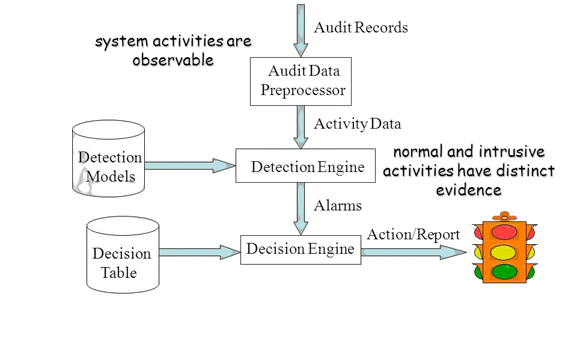 Audit Records
system activities are
observable
Audit Data
Preprocessor
Activity Data
Detection
Models
Detection Engine
normal and intrusive
activities have distinct
evidence
Alarms
Decision
Table
Decision Engine
Action/Report